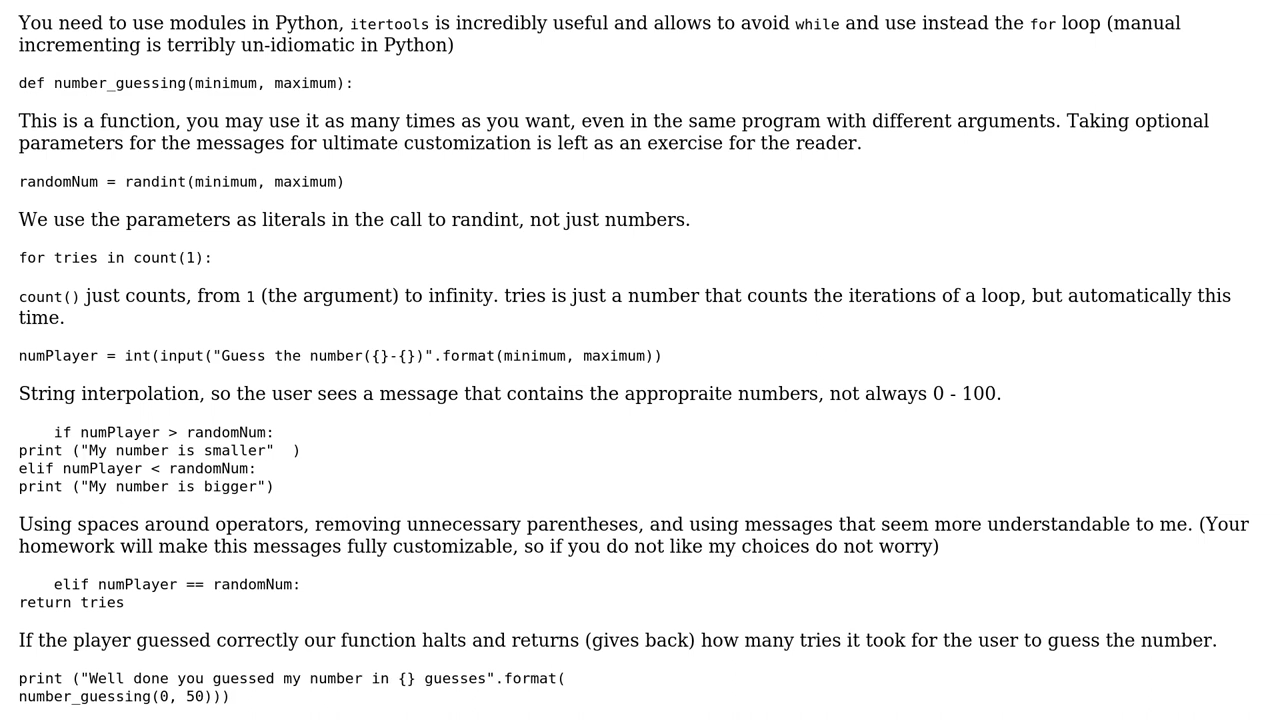 You need to use modules in Python, itertools is incredibly useful and allows to avoid while and use instead the for loop (manual
incrementing is terribly un-idiomatic in Python)
def number_guessing(minimum, maximum):
This is a function, you may use it as many times as you want, even in the same program with different arguments. Taking optional
parameters for the messages for ultimate customization is left as an exercise for the reader.
randomNum = randint(minimum, maximum)
We use the parameters as literals in the call to randint, not just numbers.
for tries in count(1):
count() just counts, from 1 (the argument) to infinity. tries is just a number that counts the iterations of a loop, but automatically this
time.
numPlayer = int(input("Guess the number({}-{})".format(minimum, maximum))
String interpolation, so the user sees a message that contains the appropraite numbers, not always 0 - 100.
    if numPlayer > randomNum:
print ("My number is smaller"  )
elif numPlayer < randomNum:
print ("My number is bigger")
Using spaces around operators, removing unnecessary parentheses, and using messages that seem more understandable to me. (Your
homework will make this messages fully customizable, so if you do not like my choices do not worry)
    elif numPlayer == randomNum:
return tries
If the player guessed correctly our function halts and returns (gives back) how many tries it took for the user to guess the number.
print ("Well done you guessed my number in {} guesses".format(
number_guessing(0, 50)))